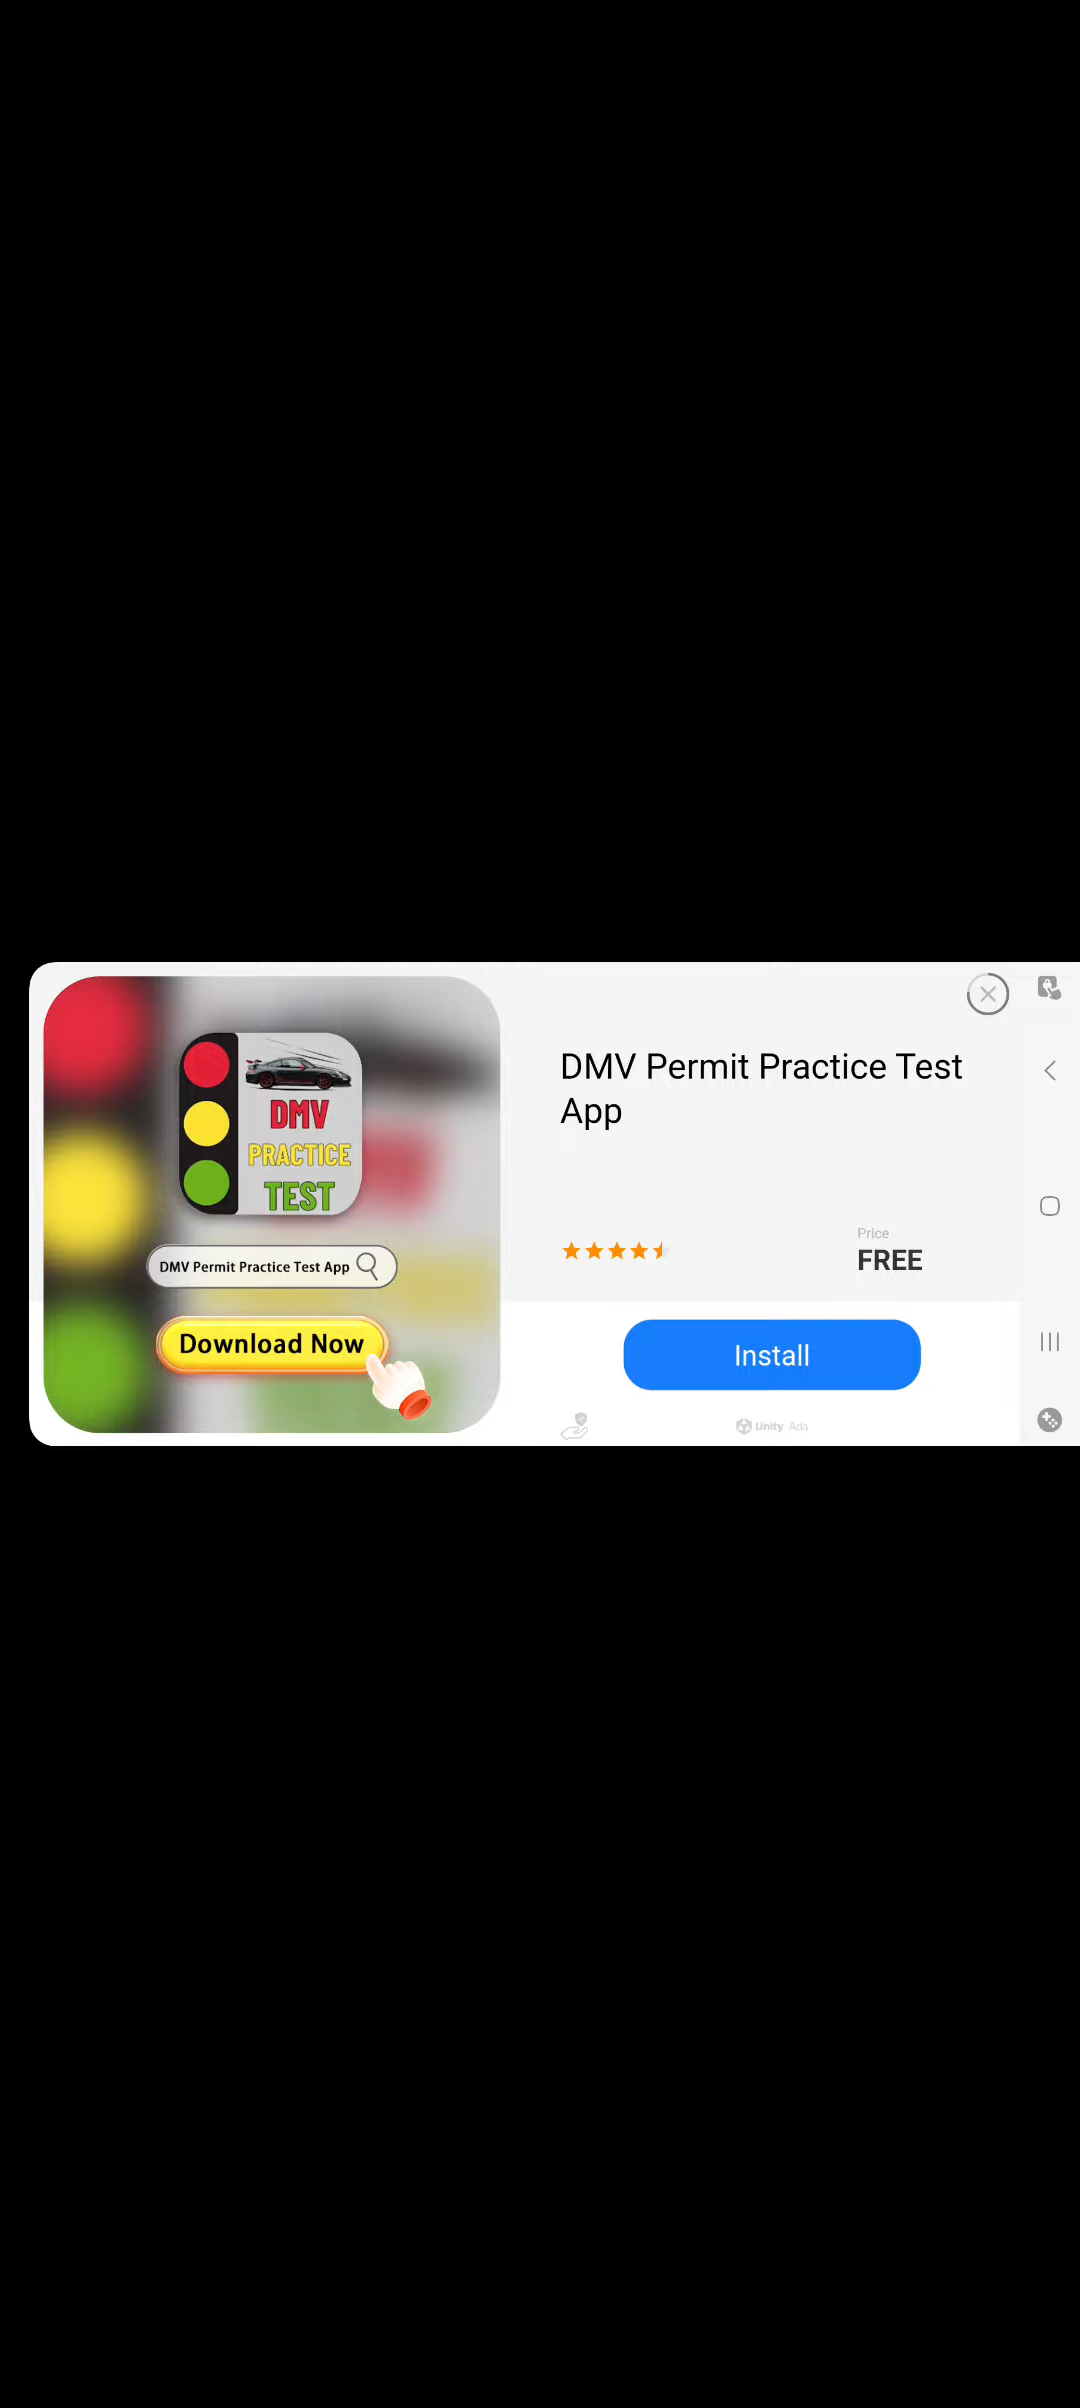 DMV
PRACTICE
TEST
DMV Permit Practice Test App
Download Now
DMV Permit Practice Test
App
Price
FREE
Install
Unity Ads